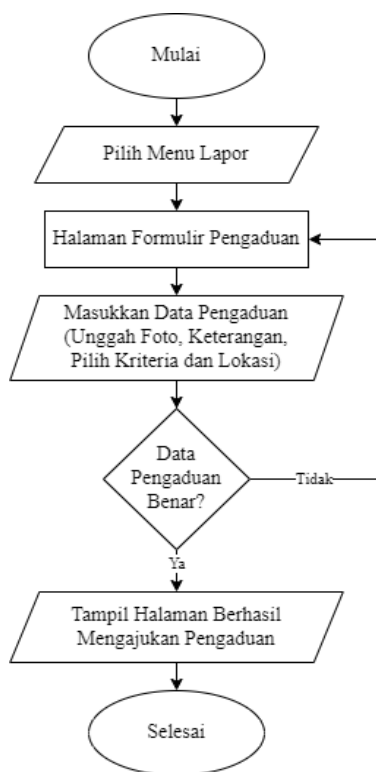 Mulai
Pilih Menu Lapor
Halaman Formulir Pengaduan
Masukkan Data Pengaduan
(Unggah Foto, Keterangan,
Pilih Kriteria dan Lokasi)
Data
Pengaduan
Benar?
Tidak
Ya
Tampil Halaman Berhasil
Mengajukan Pengaduan
Selesai